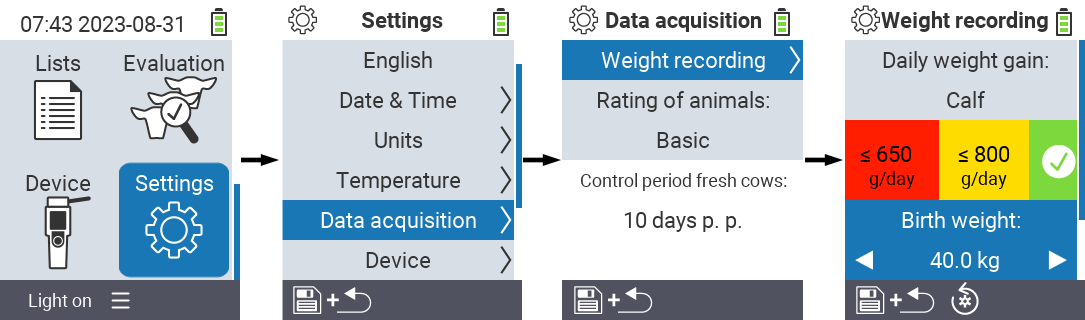 07:43 2023-08-31
Lists
Evaluation
Device
Settings
Light on
Settings
English
Date & Time
Units
Temperature
Data acquisition
Device
+
Data acquisition
Weight recording
Rating of animals:
Basic
Control period fresh cows:
10 days p. p.
+
Weight recording
Daily weight gain:
Calf
≤ 650
g/day
≤ 800
g/day
Birth weight:
40.0 kg
+